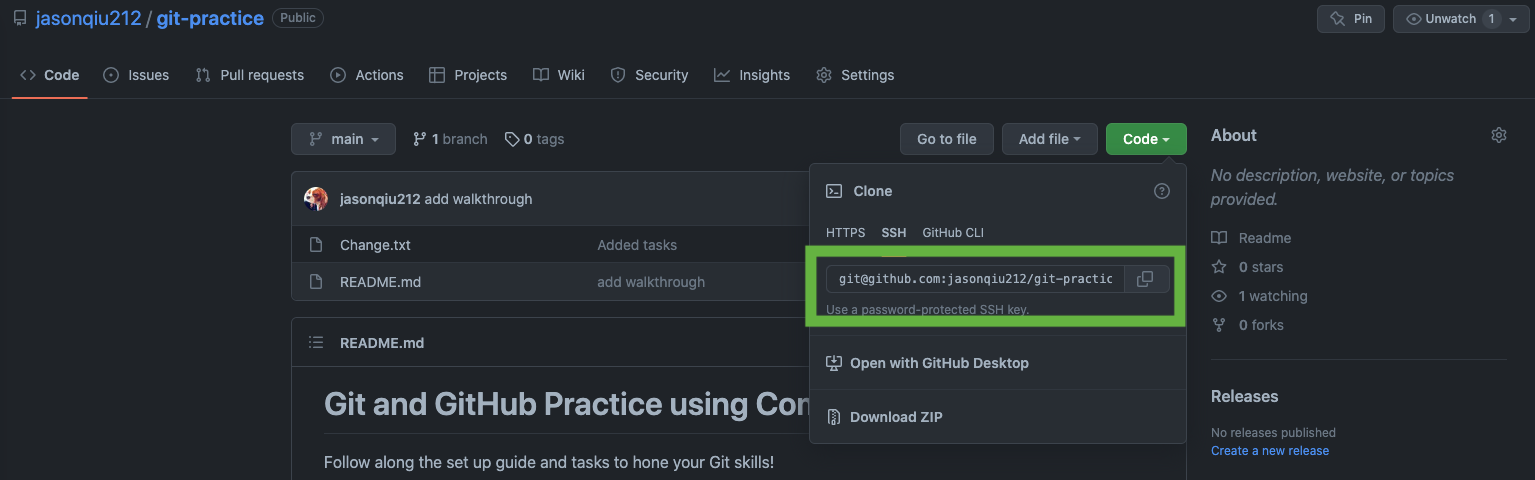 jasonqiu212 / git-practice Public Pin Unwatch 1
Code Issues Pull requests Actions Projects Wiki Security Insights Settings
main 1 branch 0 tags Go to file Add file Code
jasonqiu212 add walkthrough
Change.txt Added tasks
README.md add walkthrough
README.md
Git and GitHub Practice using Con
Follow along the set up guide and tasks to hone your Git skills!
Clone
HTTPS SSH GitHub CLI
git@github.com:jasonqiu212/git-practic
Use a password-protected SSH key.
Open with GitHub Desktop
Download ZIP
About
No description, website, or topics
provided.
Readme
0 stars
1 watching
0 forks
Releases
No releases published
Create a new release